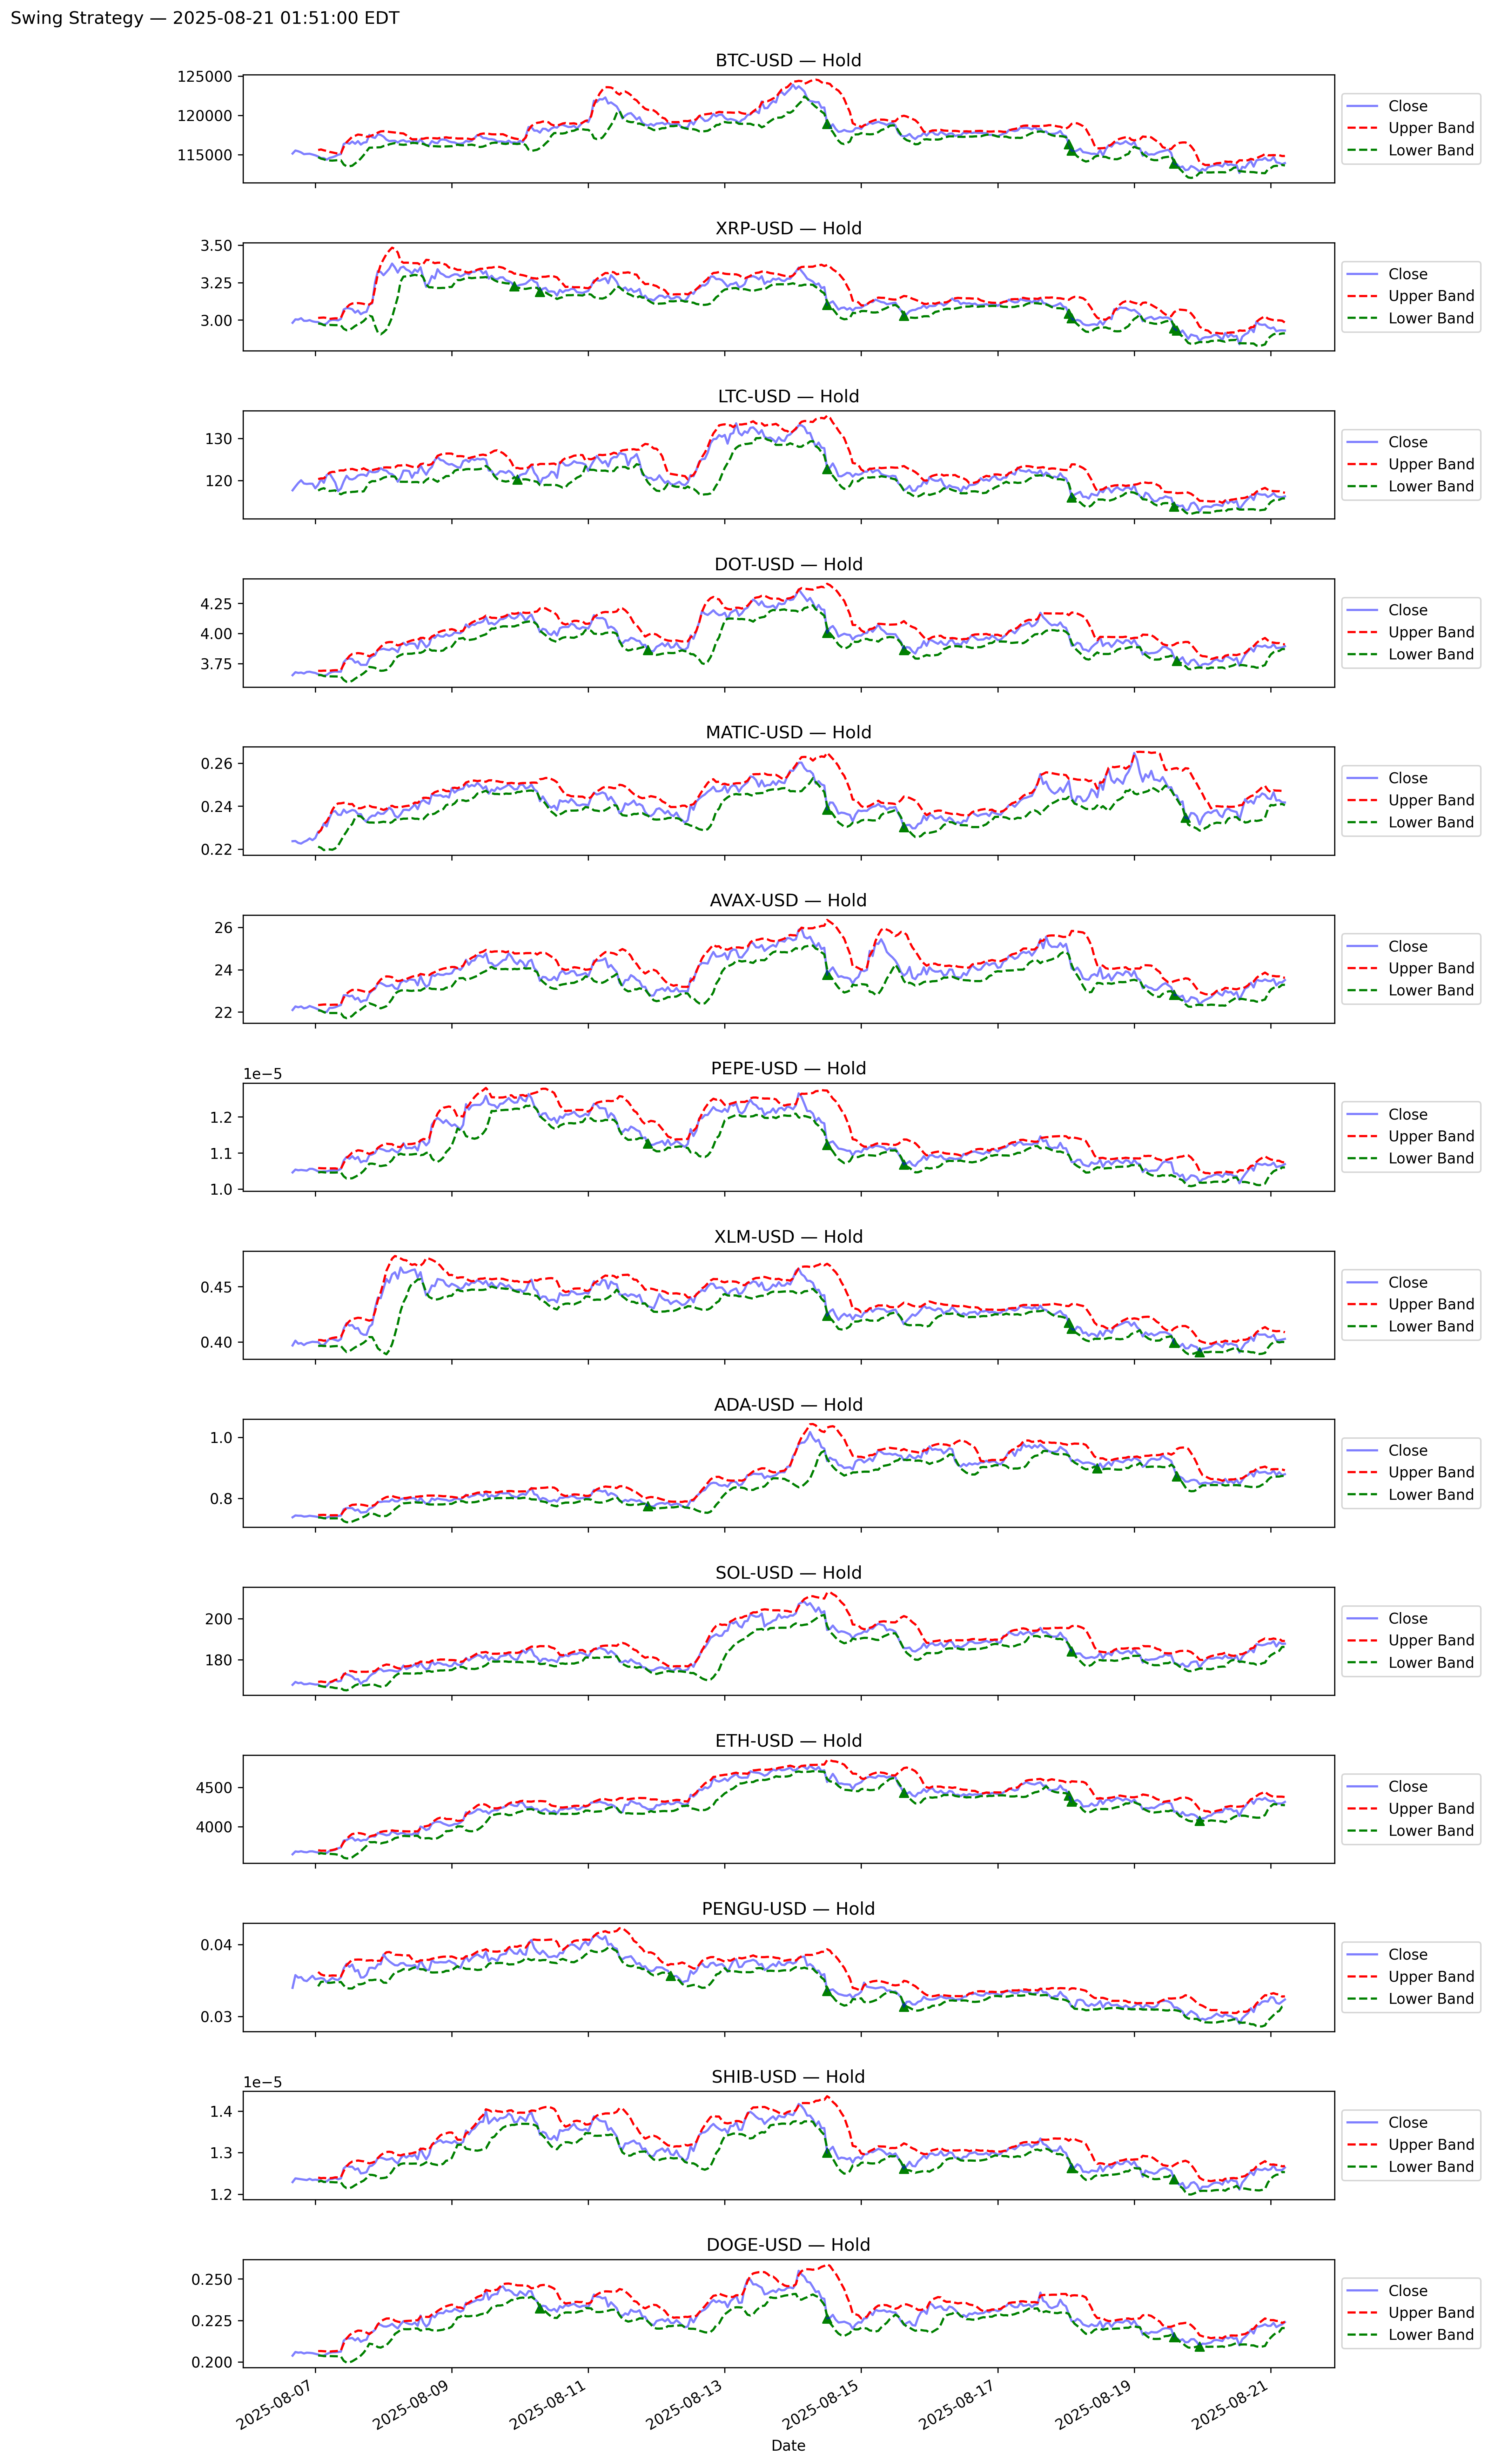 Swing Strategy — 2025-08-21 01:51:00 EDT
BTC-USD — Hold
125000
120000
115000
Close
Upper Band
Lower Band
XRP-USD — Hold
3.50
3.25
3.00
Close
Upper Band
Lower Band
LTC-USD — Hold
130
120
Close
Upper Band
Lower Band
DOT-USD — Hold
4.25
4.00
3.75
Close
Upper Band
Lower Band
MATIC-USD — Hold
0.26
0.24
0.22
Close
Upper Band
Lower Band
AVAX-USD — Hold
26
24
22
Close
Upper Band
Lower Band
PEPE-USD — Hold
1e−5
1.2
1.1
1.0
Close
Upper Band
Lower Band
XLM-USD — Hold
0.45
0.40
Close
Upper Band
Lower Band
ADA-USD — Hold
1.0
0.8
Close
Upper Band
Lower Band
SOL-USD — Hold
200
180
Close
Upper Band
Lower Band
ETH-USD — Hold
4500
4000
Close
Upper Band
Lower Band
PENGU-USD — Hold
0.04
0.03
Close
Upper Band
Lower Band
SHIB-USD — Hold
1e−5
1.4
1.3
1.2
Close
Upper Band
Lower Band
DOGE-USD — Hold
0.250
0.225
0.200
Close
Upper Band
Lower Band
2025-08-07
2025-08-09
2025-08-11
2025-08-13
2025-08-15
2025-08-17
2025-08-19
2025-08-21
Date